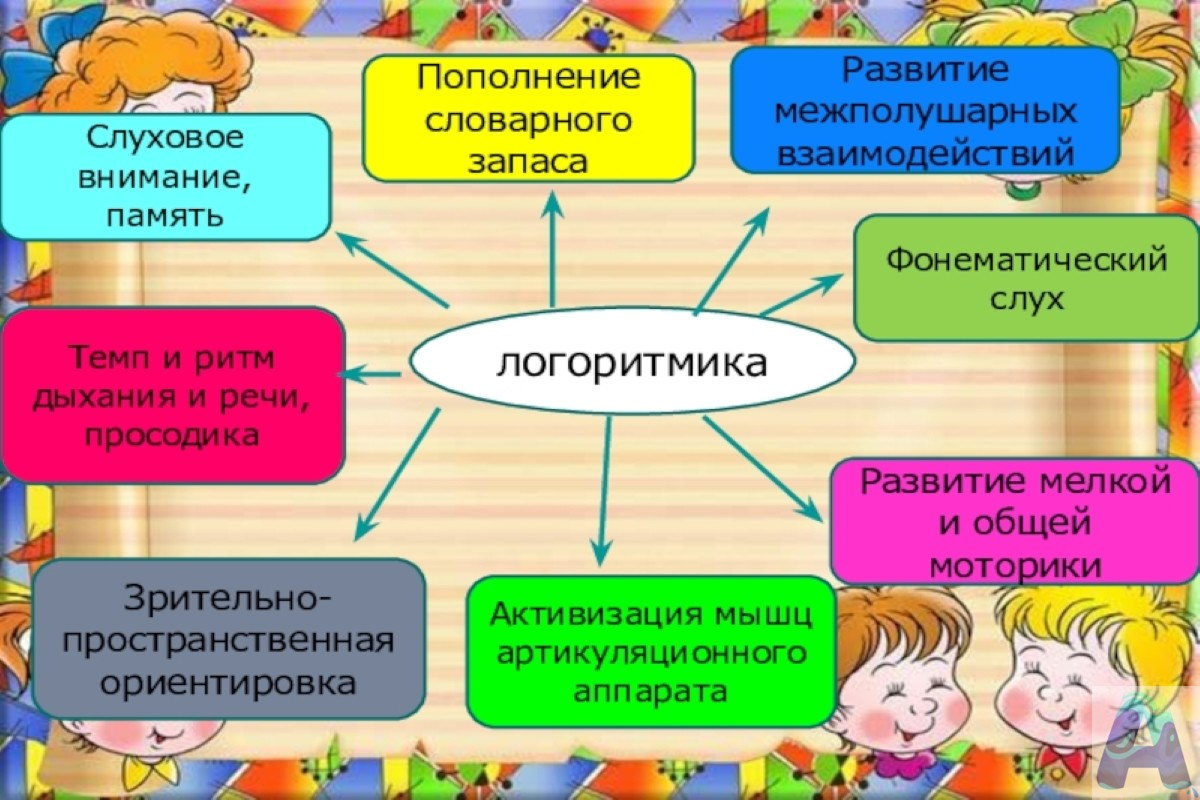 Пополнение
словарного
запаса
Развитие
межполушарных
взаимодействий
Слуховое
внимание,
память
Фонематический
слух
Темп и ритм
дыхания и речи,
просодика
логоритмика
Развитие мелкой
и общей
моторики
Зрительно-
пространственная
ориентировка
Активизация мышц
артикуляционного
аппарата